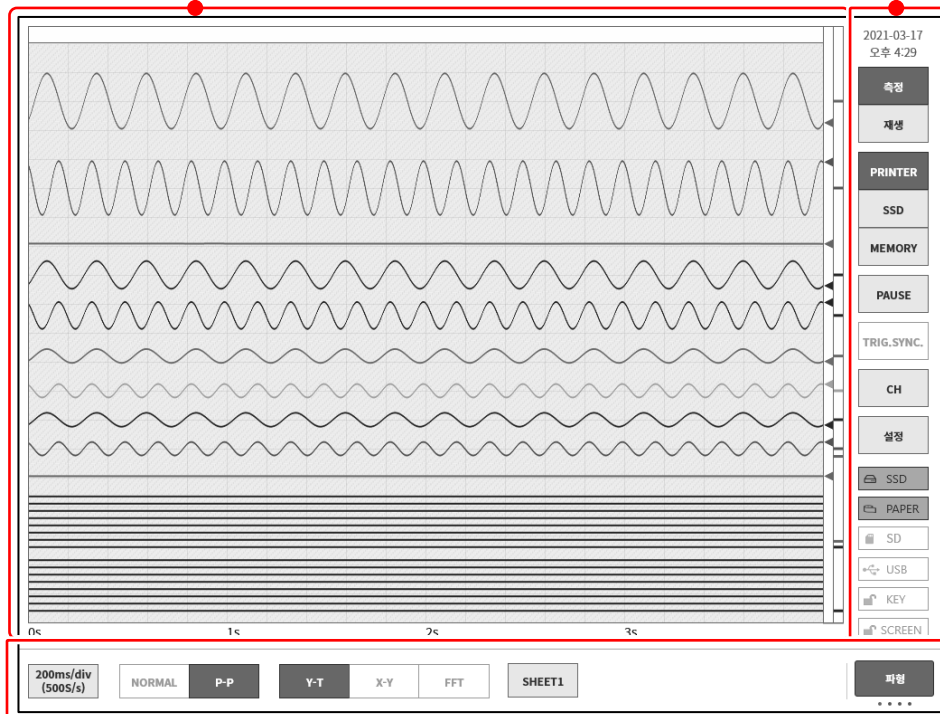 2021-03-17
오후 4:29
측정
재생
PRINTER
SSD
MEMORY
PAUSE
TRIG.SYNC.
CH
설정
SSD
PAPER
SD
USB
KEY
SCREEN
0s 1s 2s 3s
200ms/div
(500S/s)
NORMAL P-P Y-T X-Y FFT SHEET1 파형